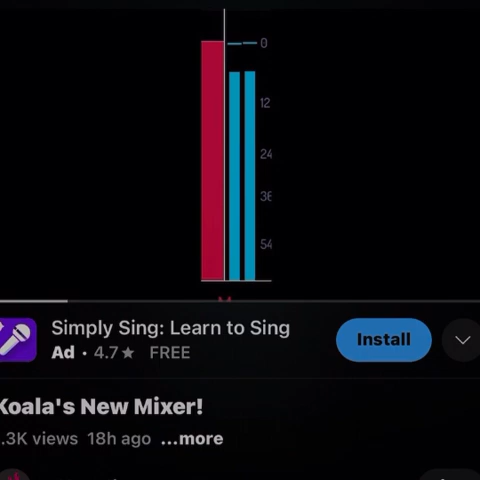 0
12
24
36
54
Simply Sing: Learn to Sing
Ad · 4.7★ FREE
Install
Koala's New Mixer!
.3K views 18h ago ...more